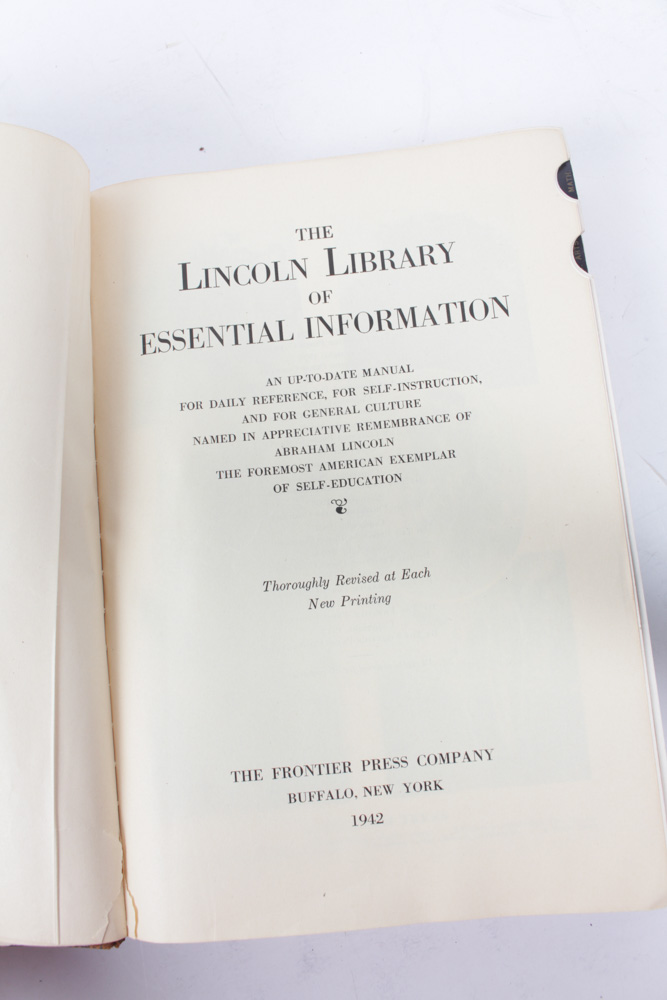 THE
LINCOLN LIBRARY
OF
ESSENTIAL INFORMATION
AN UP-TO-DATE MANUAL
FOR DAILY REFERENCE, FOR SELF-INSTRUCTION,
AND FOR GENERAL CULTURE
NAMED IN APPRECIATIVE REMEMBRANCE OF
ABRAHAM LINCOLN
THE FOREMOST AMERICAN EXEMPLAR
OF SELF-EDUCATION
Thoroughly Revised at Each
New Printing
THE FRONTIER PRESS COMPANY
BUFFALO, NEW YORK
1942
MATH